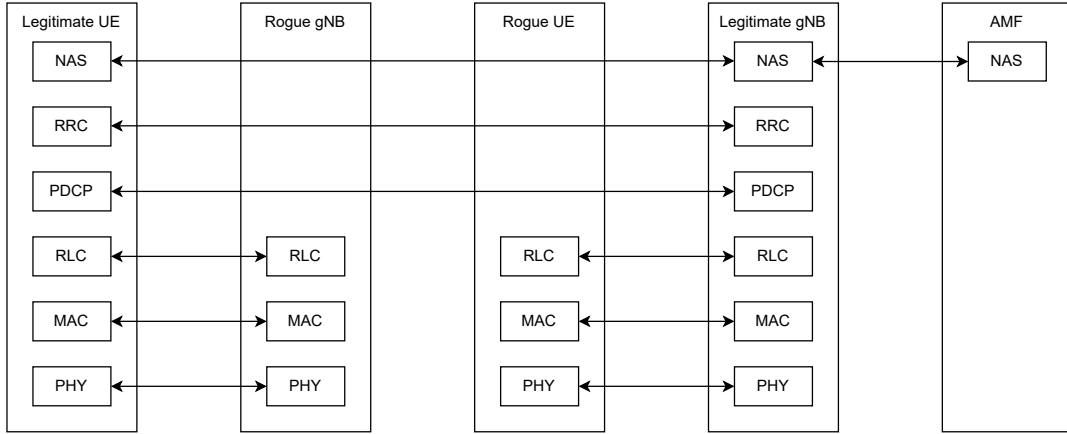 Legitimate UE Rogue gNB Rogue UE Legitimate gNB AMF
NAS NAS NAS
RRC RRC
PDCP PDCP
RLC RLC RLC RLC
MAC MAC MAC MAC
PHY PHY PHY PHY